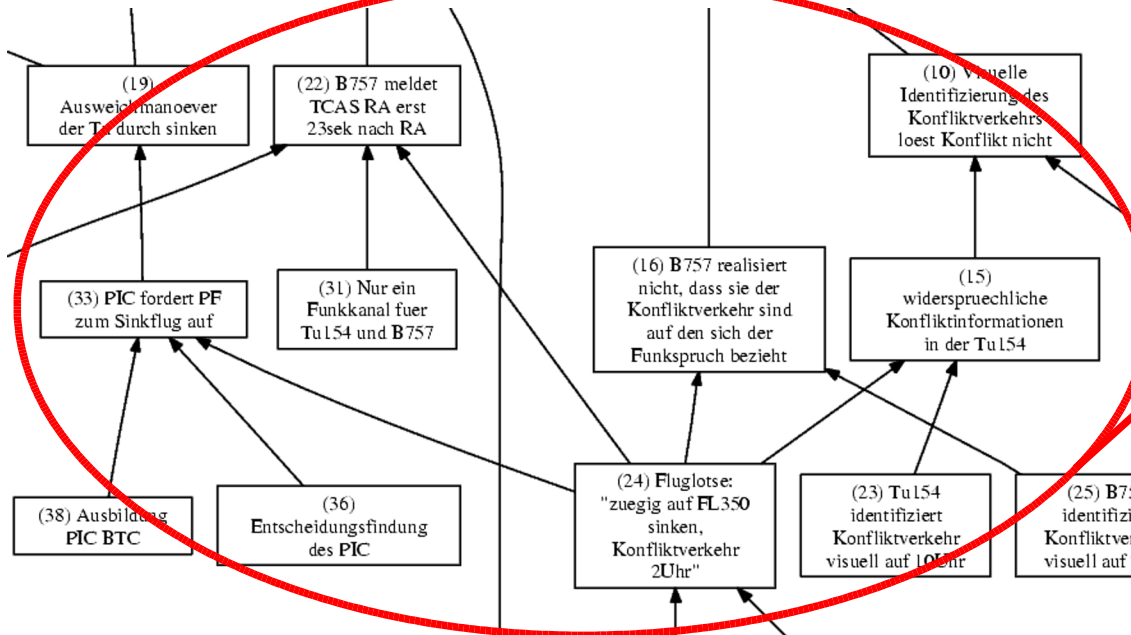 (19)
Ausweichmanoever
der Tu durch sinken
(22) B757 meldet
TCAS RA erst
23sek nach RA
(10) Visuelle
Identifizierung des
Konfliktverkehrs
loest Konflikt nicht
(33) PIC fordert PF
zum Sinkflug auf
(31) Nur ein
Funkkanal fuer
Tu154 und B757
(16) B757 realisiert
nicht, dass sie der
Konfliktverkehr sind
auf den sich der
Funkspruch bezieht
(15)
widerspruechliche
Konfliktinformationen
in der Tu154
(38) Ausbildung
PIC BTC
(36)
Entscheidungsfindung
des PIC
(24) Fluglotse:
"zuegig auf FL350
sinken,
Konfliktverkehr
2Uhr"
(23) Tu154
identifiziert
Konfliktverkehr
visuell auf 10Uhr
(25)
visuell auf